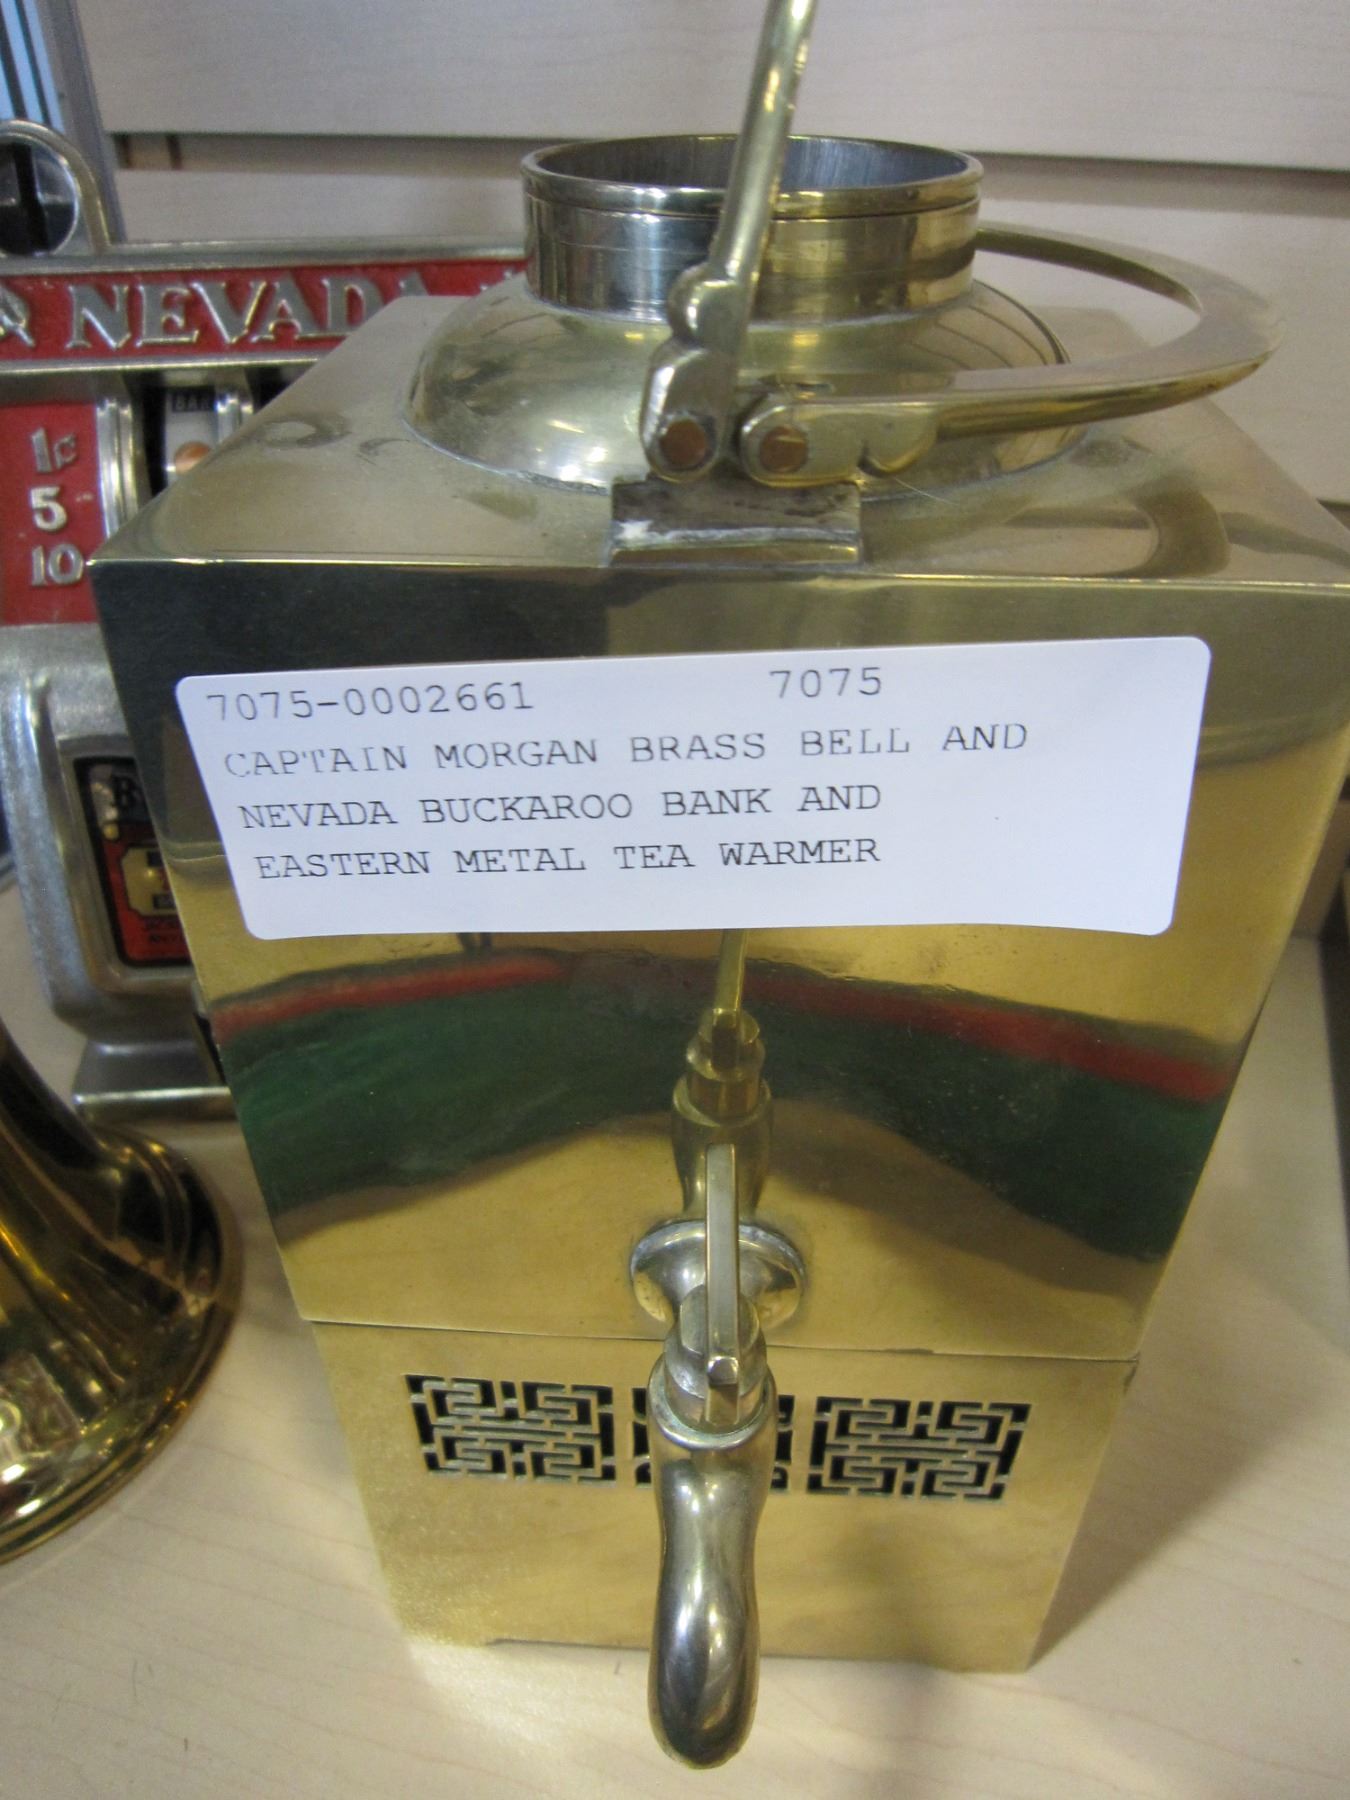 NEVADA
BAR
1¢
5
10
7075-0002661 7075
CAPTAIN MORGAN BRASS BELL AND
NEVADA BUCKAROO BANK AND
EASTERN METAL TEA WARMER